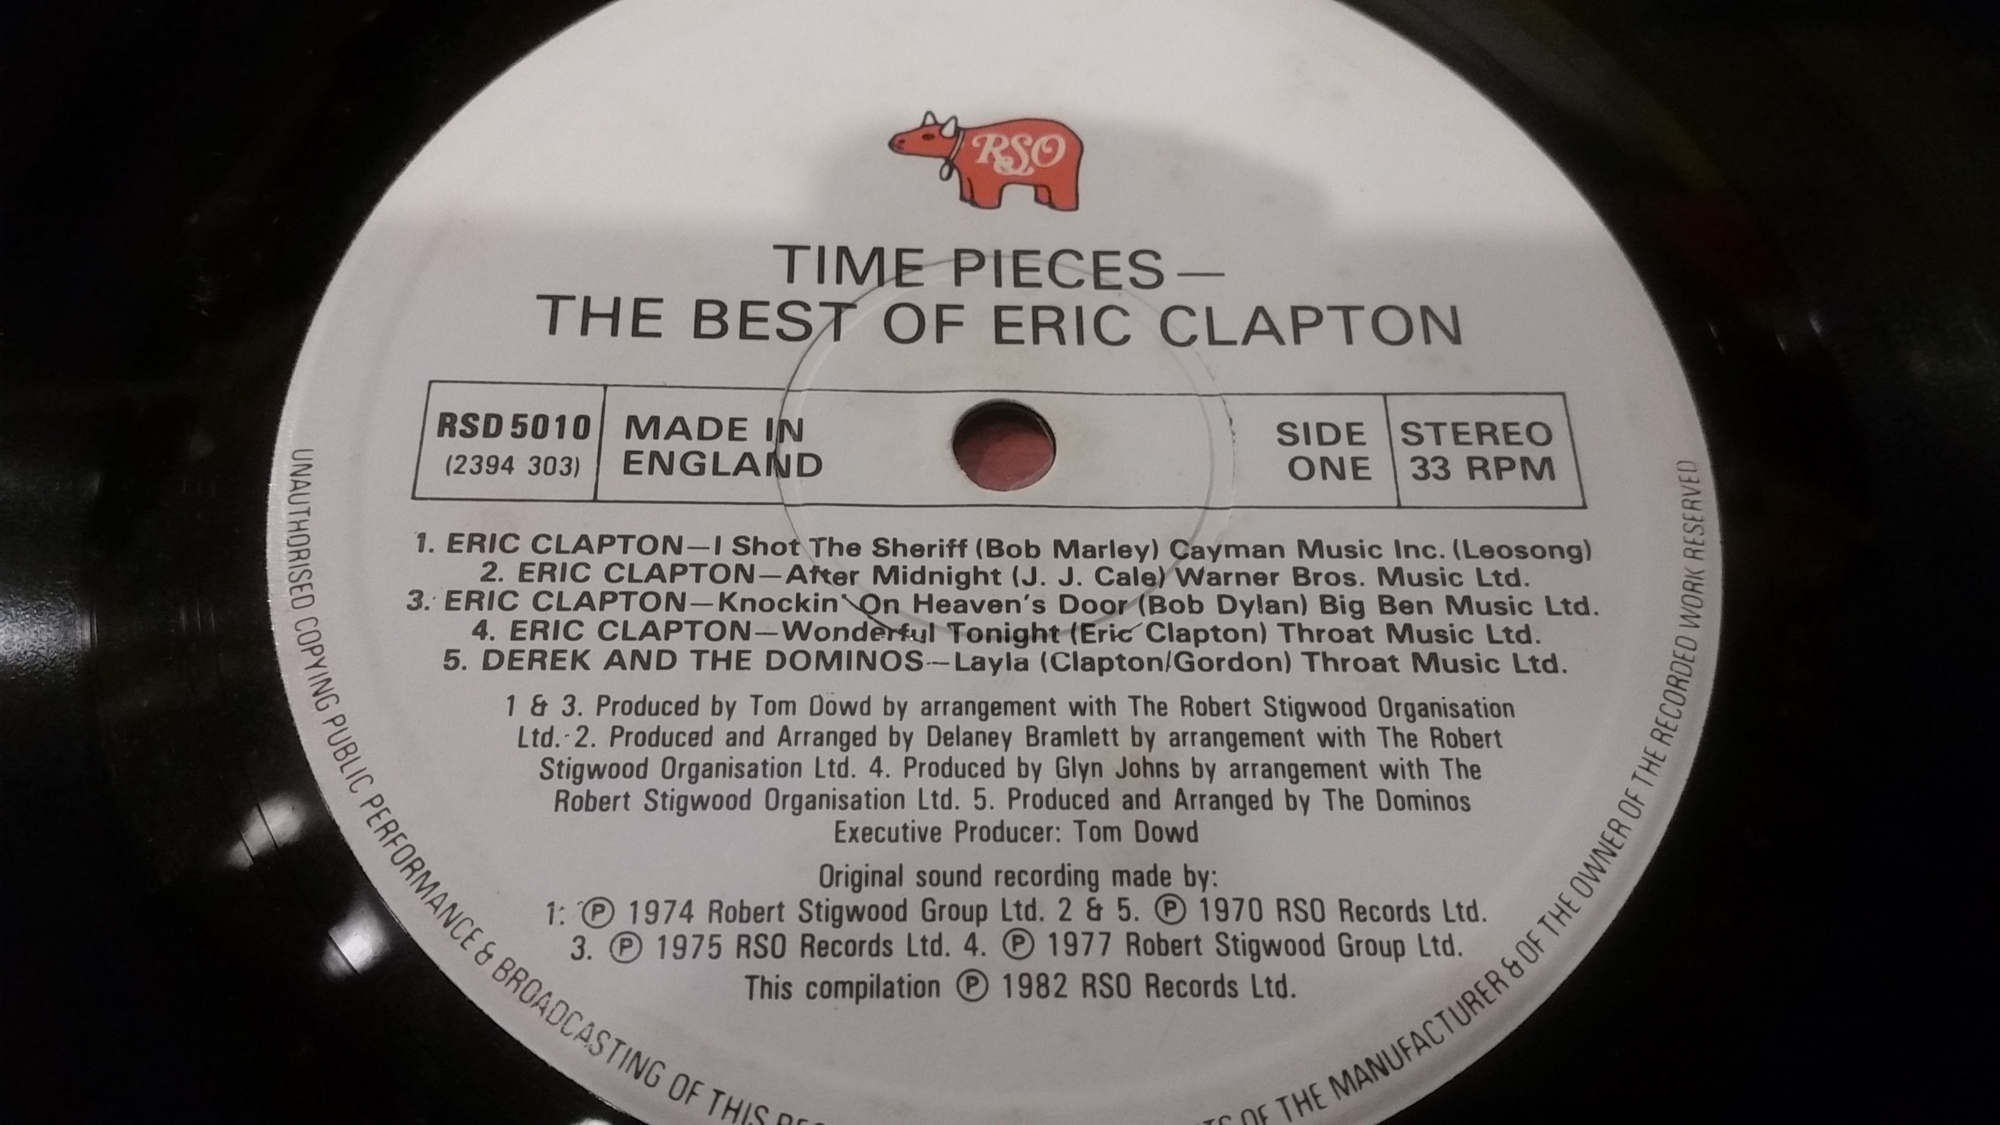 RSO
TIME PIECES—
THE BEST OF ERIC CLAPTON
RSD 5010
(2394 303)
MADE IN
ENGLAND
SIDE
ONE
STEREO
33 RPM
1. ERIC CLAPTON—I Shot The Sheriff (Bob Marley) Cayman Music Inc. (Leosong)
2. ERIC CLAPTON—After Midnight (J. J. Cale) Warner Bros. Music Ltd.
3. ERIC CLAPTON—Knockin' On Heaven's Door (Bob Dylan) Big Ben Music Ltd.
4. ERIC CLAPTON—Wonderful Tonight (Eric Clapton) Throat Music Ltd.
5. DEREK AND THE DOMINOS—Layla (Clapton/Gordon) Throat Music Ltd.
1 & 3. Produced by Tom Dowd by arrangement with The Robert Stigwood Organisation
Ltd. 2. Produced and Arranged by Delaney Bramlett by arrangement with The Robert
Stigwood Organisation Ltd. 4. Produced by Glyn Johns by arrangement with The
Robert Stigwood Organisation Ltd. 5. Produced and Arranged by The Dominos
Executive Producer: Tom Dowd
Original sound recording made by:
1: ℗ 1974 Robert Stigwood Group Ltd. 2 & 5. ℗ 1970 RSO Records Ltd.
3. ℗ 1975 RSO Records Ltd. 4. ℗ 1977 Robert Stigwood Group Ltd.
This compilation ℗ 1982 RSO Records Ltd.
UNAUTHORISED COPYING PUBLIC PERFORMANCE & BROADCASTING OF THIS
OF THE MANUFACTURER & OF THE OWNER OF THE RECORDED WORK RESERVED